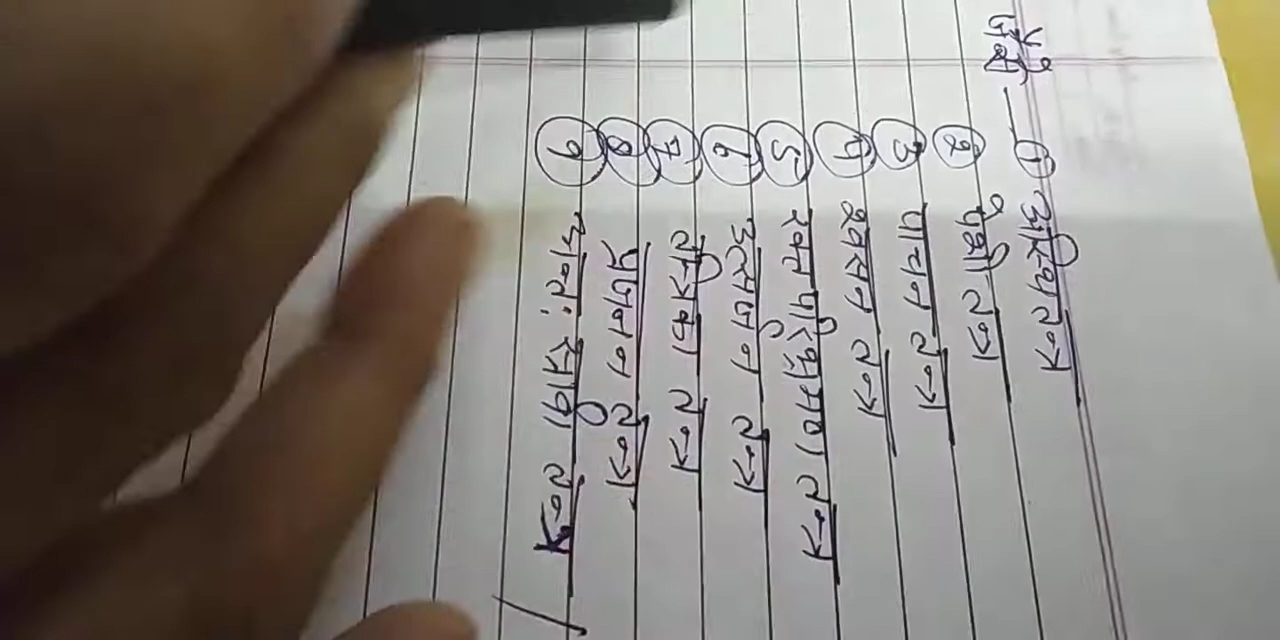 ① अस्थि तन्त्र
② पेशी तन्त्र
③ पाचन तन्त्र
④ श्वसन तन्त्र
⑤ रक्त परिभ्रमण तन्त्र
⑥ उत्सर्जन तन्त्र
⑦ तन्त्रिका तन्त्र
⑧ प्रजनन तन्त्र
⑨ अन्तः स्रावी तन्त्र